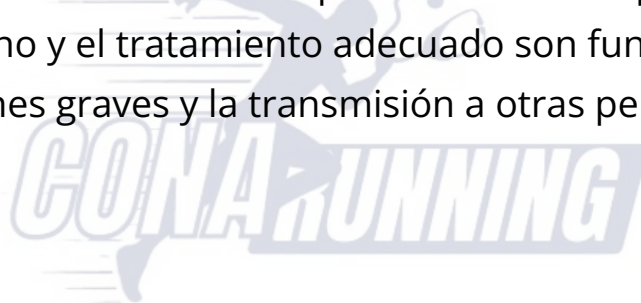 no y el tratamiento adecuado son fun
nes graves y la transmisión a otras pe
CONARUNNING